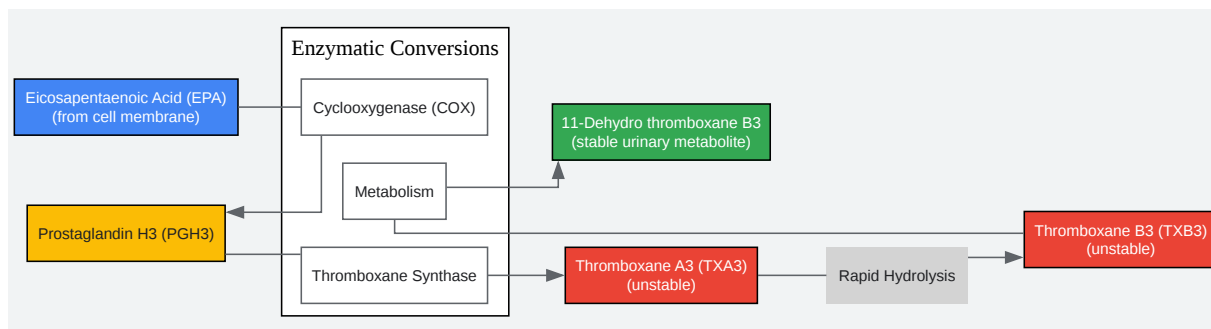 Enzymatic Conversions
Eicosapentaenoic Acid (EPA)
(from cell membrane)
Cyclooxygenase (COX)
11-Dehydro thromboxane B3
(stable urinary metabolite)
Metabolism
Prostaglandin H3 (PGH3)
Thromboxane B3 (TXB3)
(unstable)
Thromboxane Synthase
Thromboxane A3 (TXA3)
(unstable)
Rapid Hydrolysis